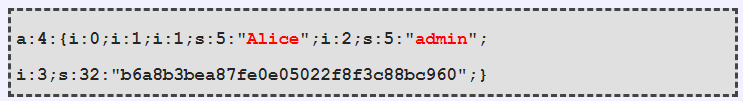 a:4:{i:0;i:1;i:1;s:5:"Alice";i:2;s:5:"admin";
i:3;s:32:"b6a8b3bea87fe0e05022f8f3c88bc960";}